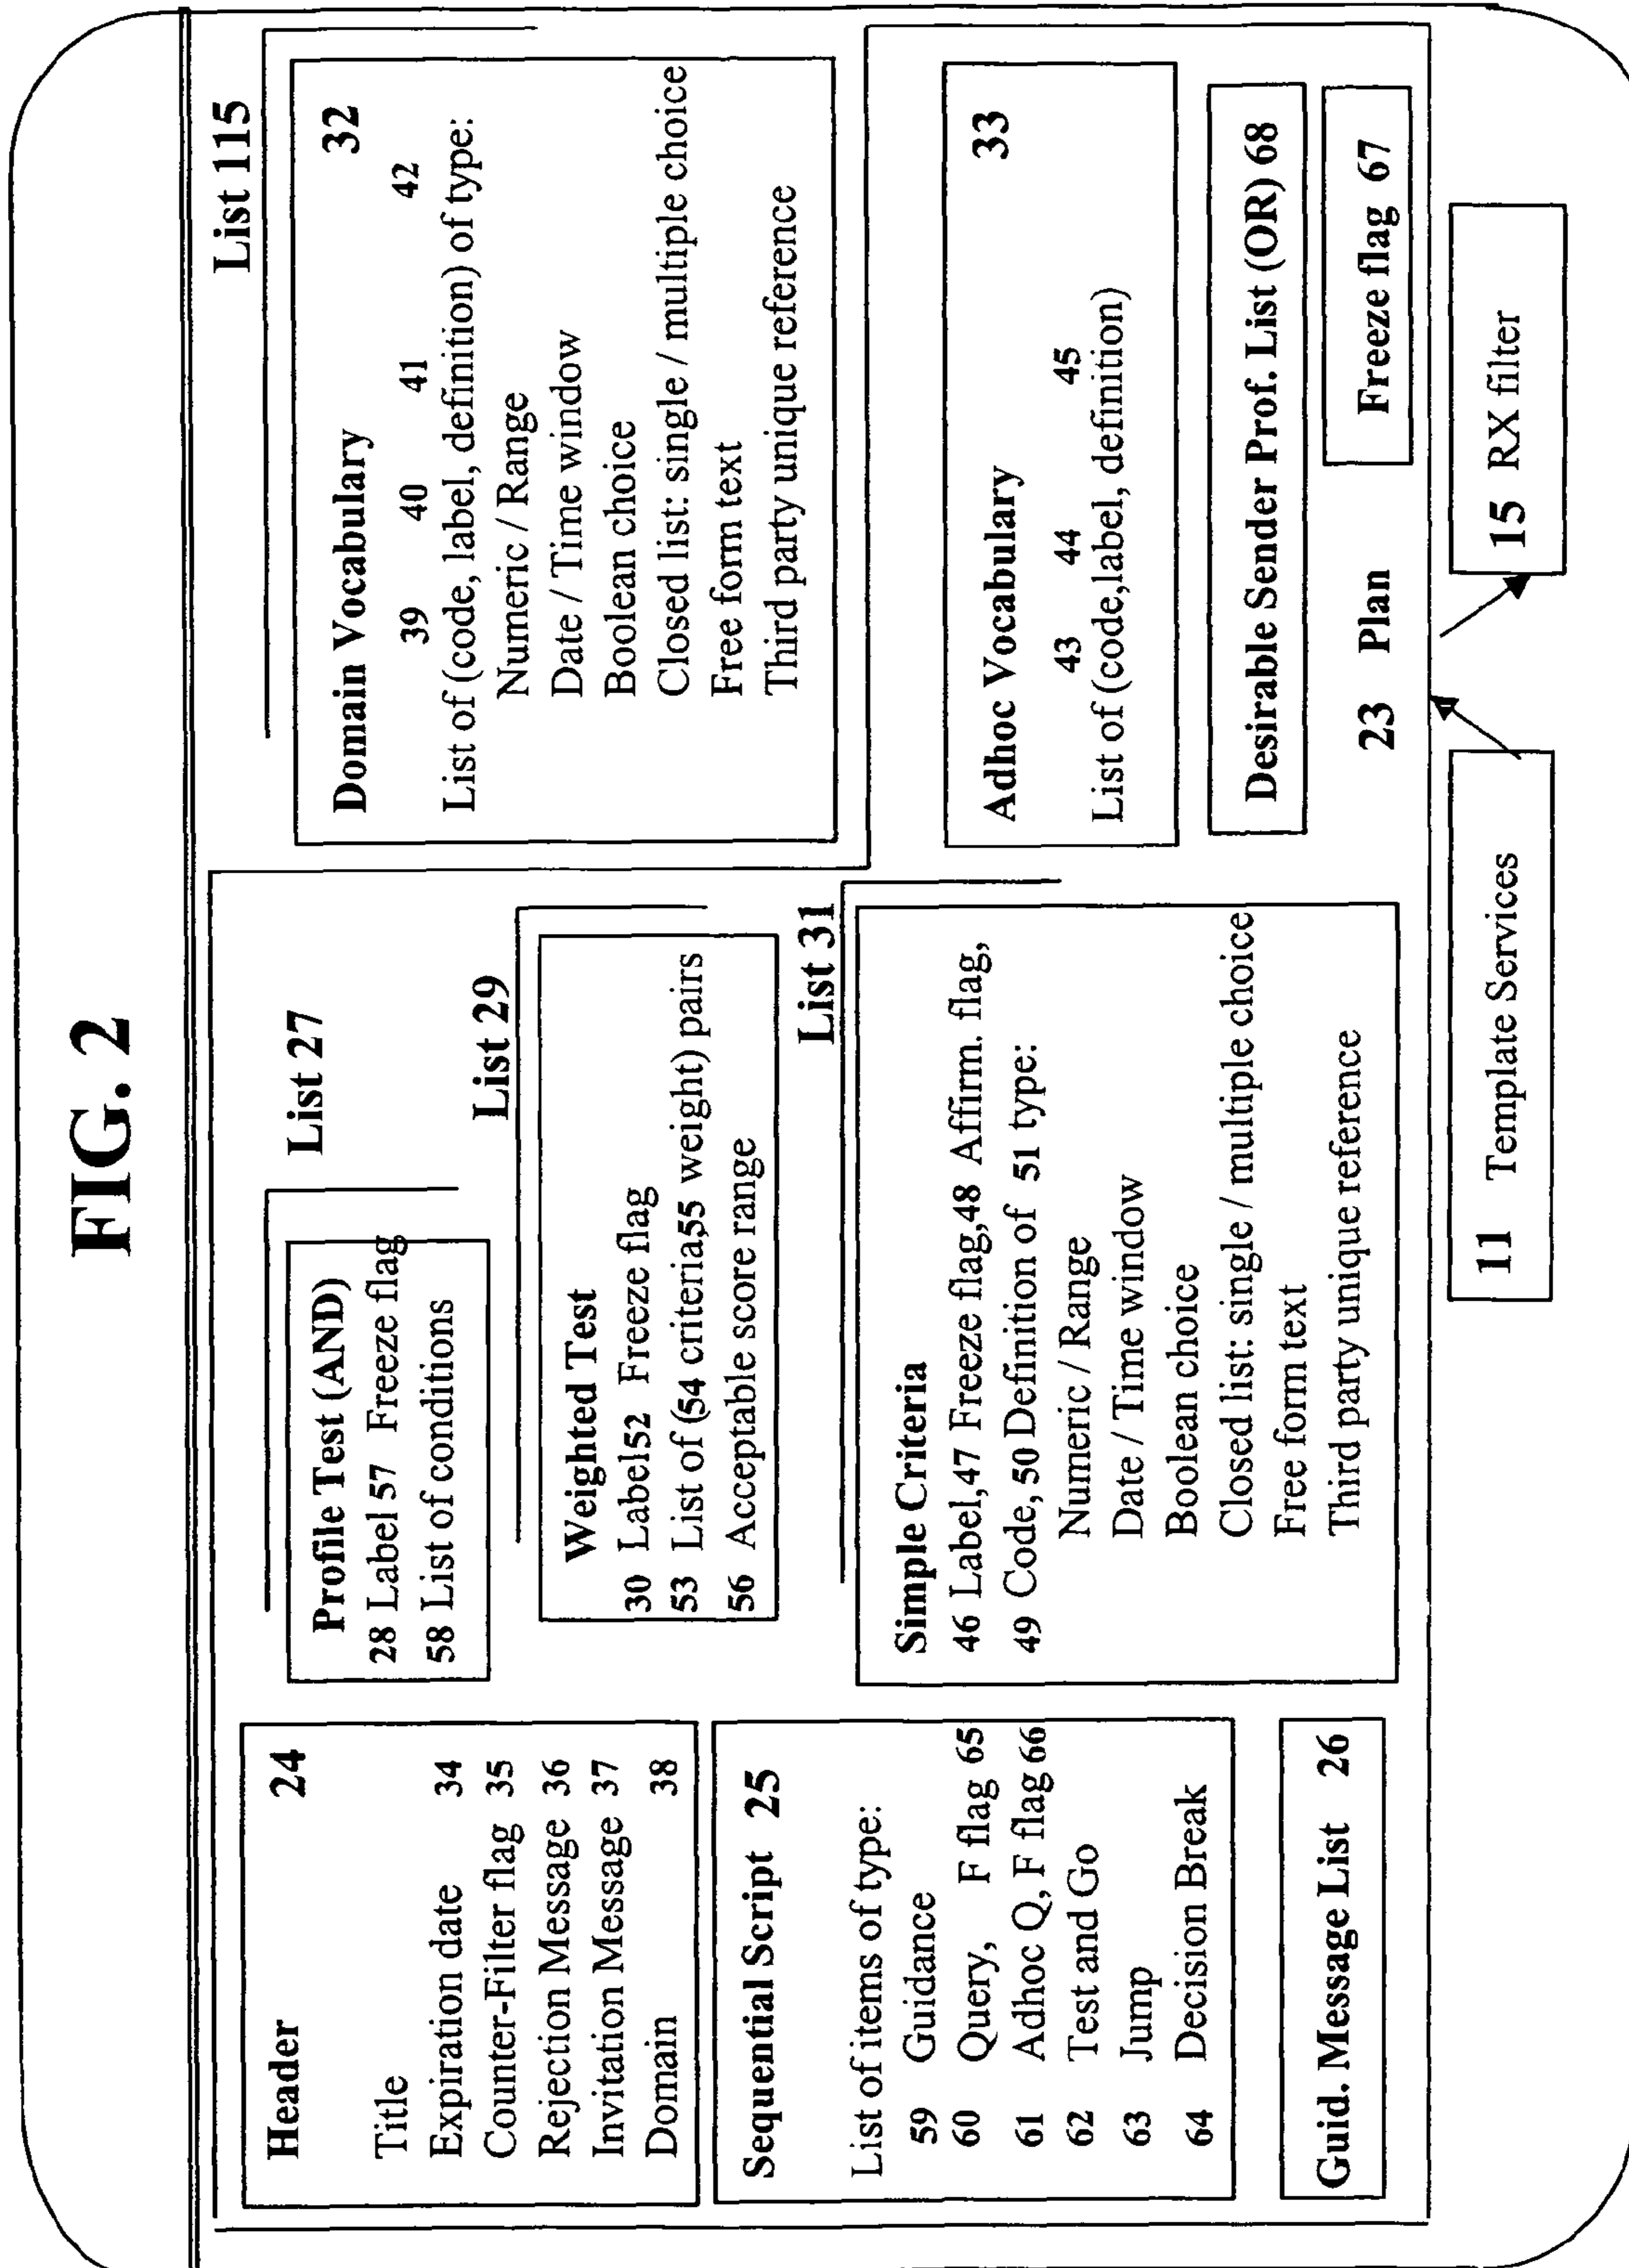 FIG. 2
Header 24
Title
Expiration date 34
Counter-Filter flag 35
Rejection Message 36
Invitation Message 37
Domain 38
Sequential Script 25
List of items of type:
59 Guidance
60 Query, F flag 65
61 Adhoc Q, F flag 66
62 Test and Go
63 Jump
64 Decision Break
Guid. Message List 26
List 27
Profile Test (AND)
28 Label 57 Freeze flag
58 List of conditions
List 29
Weighted Test
30 Label52 Freeze flag
53 List of (54 criteria,55 weight) pairs
56 Acceptable score range
List 31
Simple Criteria
46 Label,47 Freeze flag,48 Affirm. flag,
49 Code, 50 Definition of 51 type:
Numeric / Range
Date / Time window
Boolean choice
Closed list: single / multiple choice
Free form text
Third party unique reference
List 115
Domain Vocabulary 32
39 40 41 42
List of (code, label, definition) of type:
Numeric / Range
Date / Time window
Boolean choice
Closed list: single / multiple choice
Free form text
Third party unique reference
Adhoc Vocabulary 33
43 44 45
List of (code,label, definition)
Desirable Sender Prof. List (OR) 68
Freeze flag 67
23 Plan
11 Template Services
15 RX filter